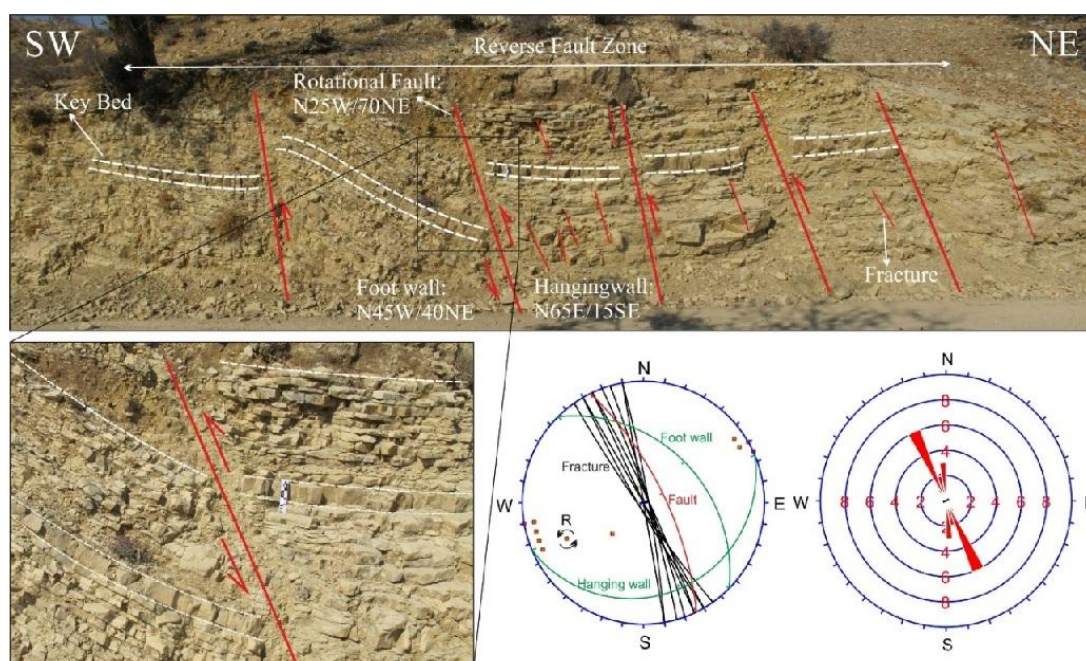 SW
NE
Reverse Fault Zone
Rotational Fault:
N25W/70NE
Key Bed
Foot wall:
N45W/40NE
Hangingwall:
N65E/15SE
Fracture
N
Foot wall
Fracture
W
E
Fault
R
Hanging wall
S
N
8
6
4
W
8 6 4 2
2 4 6 8
2
4
6
8
S